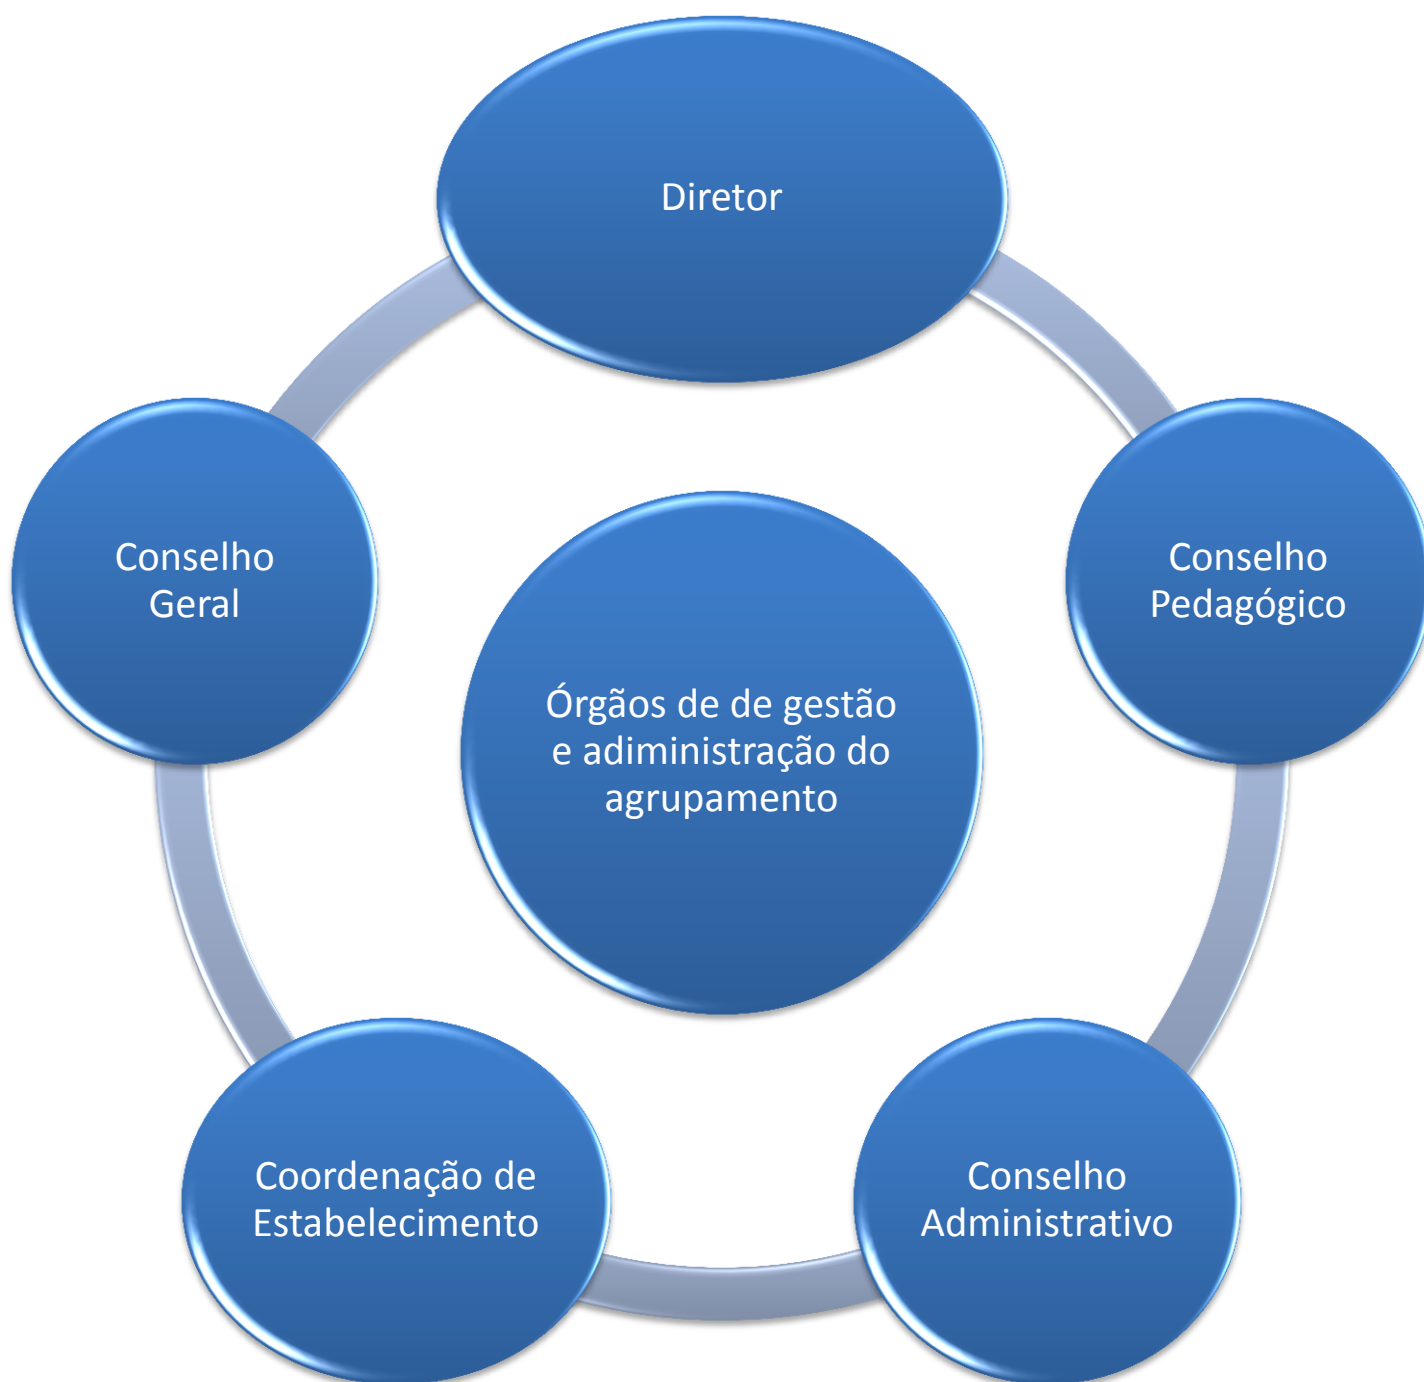 Diretor
Conselho
Geral
Conselho
Pedagógico
Órgãos de de gestão
e adiministração do
agrupamento
Coordenação de
Estabelecimento
Conselho
Administrativo